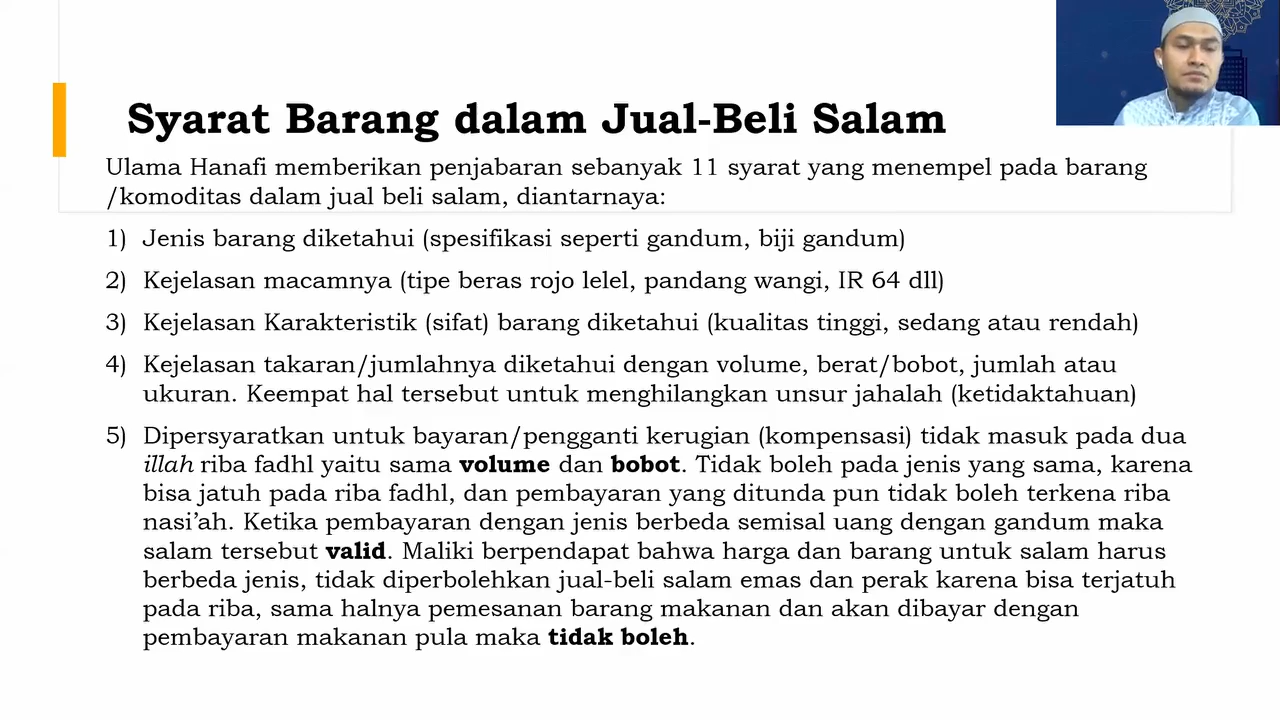 Syarat Barang dalam Jual-Beli Salam
Ulama Hanafi memberikan penjabaran sebanyak 11 syarat yang menempel pada barang
/komoditas dalam jual beli salam, diantarnaya:
1) Jenis barang diketahui (spesifikasi seperti gandum, biji gandum)
2) Kejelasan macamnya (tipe beras rojo lelel, pandang wangi, IR 64 dll)
3) Kejelasan Karakteristik (sifat) barang diketahui (kualitas tinggi, sedang atau rendah)
4) Kejelasan takaran/jumlahnya diketahui dengan volume, berat/bobot, jumlah atau
ukuran. Keempat hal tersebut untuk menghilangkan unsur jahalah (ketidaktahuan)
5) Dipersyaratkan untuk bayaran/pengganti kerugian (kompensasi) tidak masuk pada dua
illah riba fadhl yaitu sama volume dan bobot. Tidak boleh pada jenis yang sama, karena
bisa jatuh pada riba fadhl, dan pembayaran yang ditunda pun tidak boleh terkena riba
nasi’ah. Ketika pembayaran dengan jenis berbeda semisal uang dengan gandum maka
salam tersebut valid. Maliki berpendapat bahwa harga dan barang untuk salam harus
berbeda jenis, tidak diperbolehkan jual-beli salam emas dan perak karena bisa terjatuh
pada riba, sama halnya pemesanan barang makanan dan akan dibayar dengan
pembayaran makanan pula maka tidak boleh.